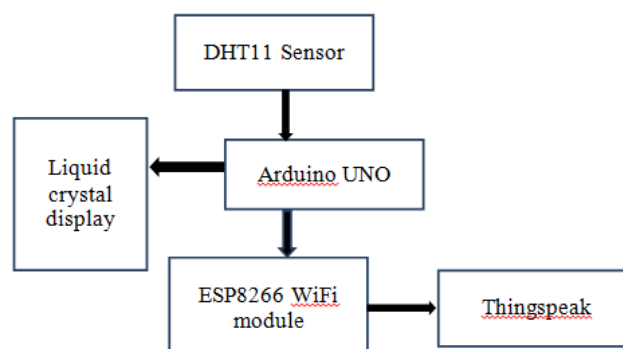 DHT11 Sensor
Liquid
crystal
display
Arduino UNO
ESP8266 WiFi
module
Thingspeak